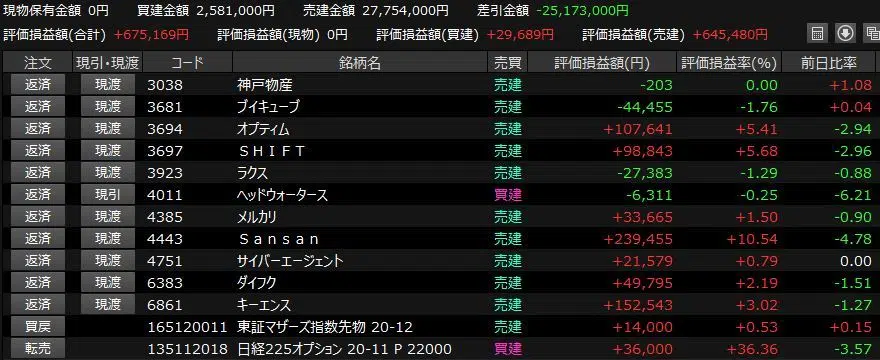 現物保有金額 0円 買建金額 2,581,000円 売建金額 27,754,000円 差引金額 -25,173,000円
評価損益額(合計) +675,169円 評価損益額(現物) 0円 評価損益額(買建) +29,689円 評価損益額(売建) +645,480円
注文 現引・現渡 コード 銘柄名 売買 評価損益額(円) 評価損益率(%) 前日比率
返済 現渡 3038 神戸物産 売建 -203 0.00 +1.08
返済 現渡 3681 ブイキューブ 売建 -44,455 -1.76 +0.04
返済 現渡 3694 オプティム 売建 +107,641 +5.41 -2.94
返済 現渡 3697 ＳＨＩＦＴ 売建 +98,843 +5.68 -2.96
返済 現渡 3923 ラクス 売建 -27,383 -1.29 -0.88
返済 現引 4011 ヘッドウォータース 買建 -6,311 -0.25 -6.21
返済 現渡 4385 メルカリ 売建 +33,665 +1.50 -0.90
返済 現渡 4443 Ｓａｎｓａｎ 売建 +239,455 +10.54 -4.78
返済 現渡 4751 サイバーエージェント 売建 +21,579 +0.79 0.00
返済 現渡 6383 ダイフク 売建 +49,795 +2.19 -1.51
返済 現渡 6861 キーエンス 売建 +152,543 +3.02 -1.27
買戻 165120011 東証マザーズ指数先物 20-12 売建 +14,000 +0.53 +0.15
転売 135112018 日経225オプション 20-11 P 22000 買建 +36,000 +36.36 -3.57